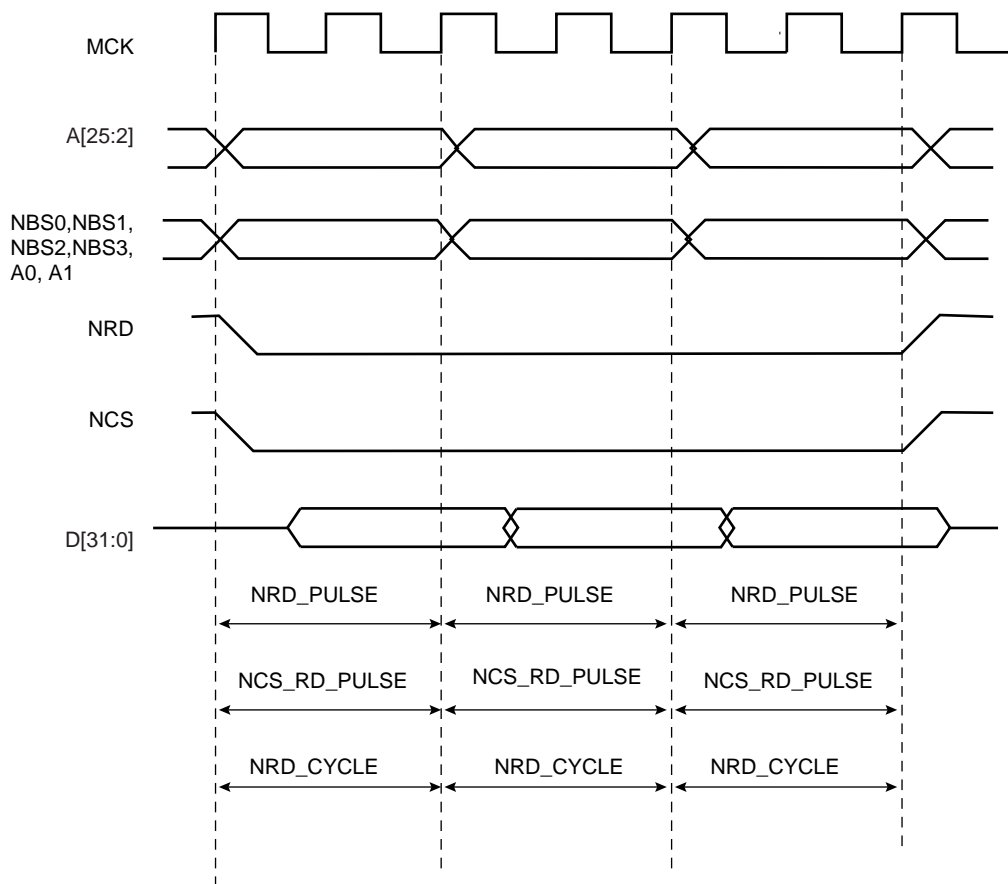 MCK
A[25:2]
NBS0,NBS1,
NBS2,NBS3,
A0, A1
NRD
NCS
D[31:0]
NRD_PULSE NRD_PULSE NRD_PULSE
NCS_RD_PULSE NCS_RD_PULSE NCS_RD_PULSE
NRD_CYCLE NRD_CYCLE NRD_CYCLE